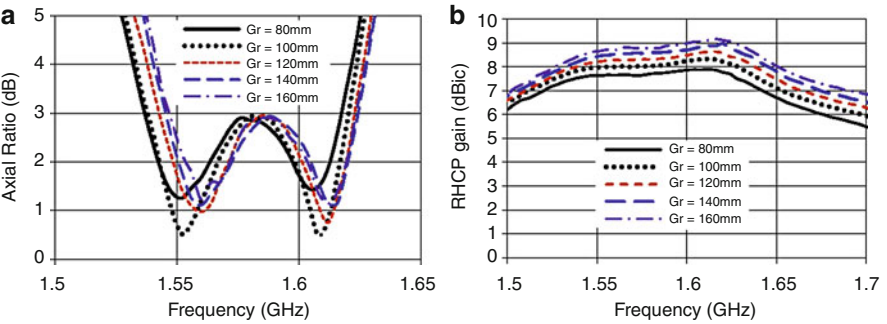 a
5
4
3
2
1
0
Axial Ratio (dB)
Gr = 80mm
Gr = 100mm
Gr = 120mm
Gr = 140mm
Gr = 160mm
1.5 1.55 1.6 1.65
Frequency (GHz)
b
10
9
8
7
6
5
4
3
2
1
0
RHCP gain (dBic)
Gr = 80mm
Gr = 100mm
Gr = 120mm
Gr = 140mm
Gr = 160mm
1.5 1.55 1.6 1.65 1.7
Frequency (GHz)